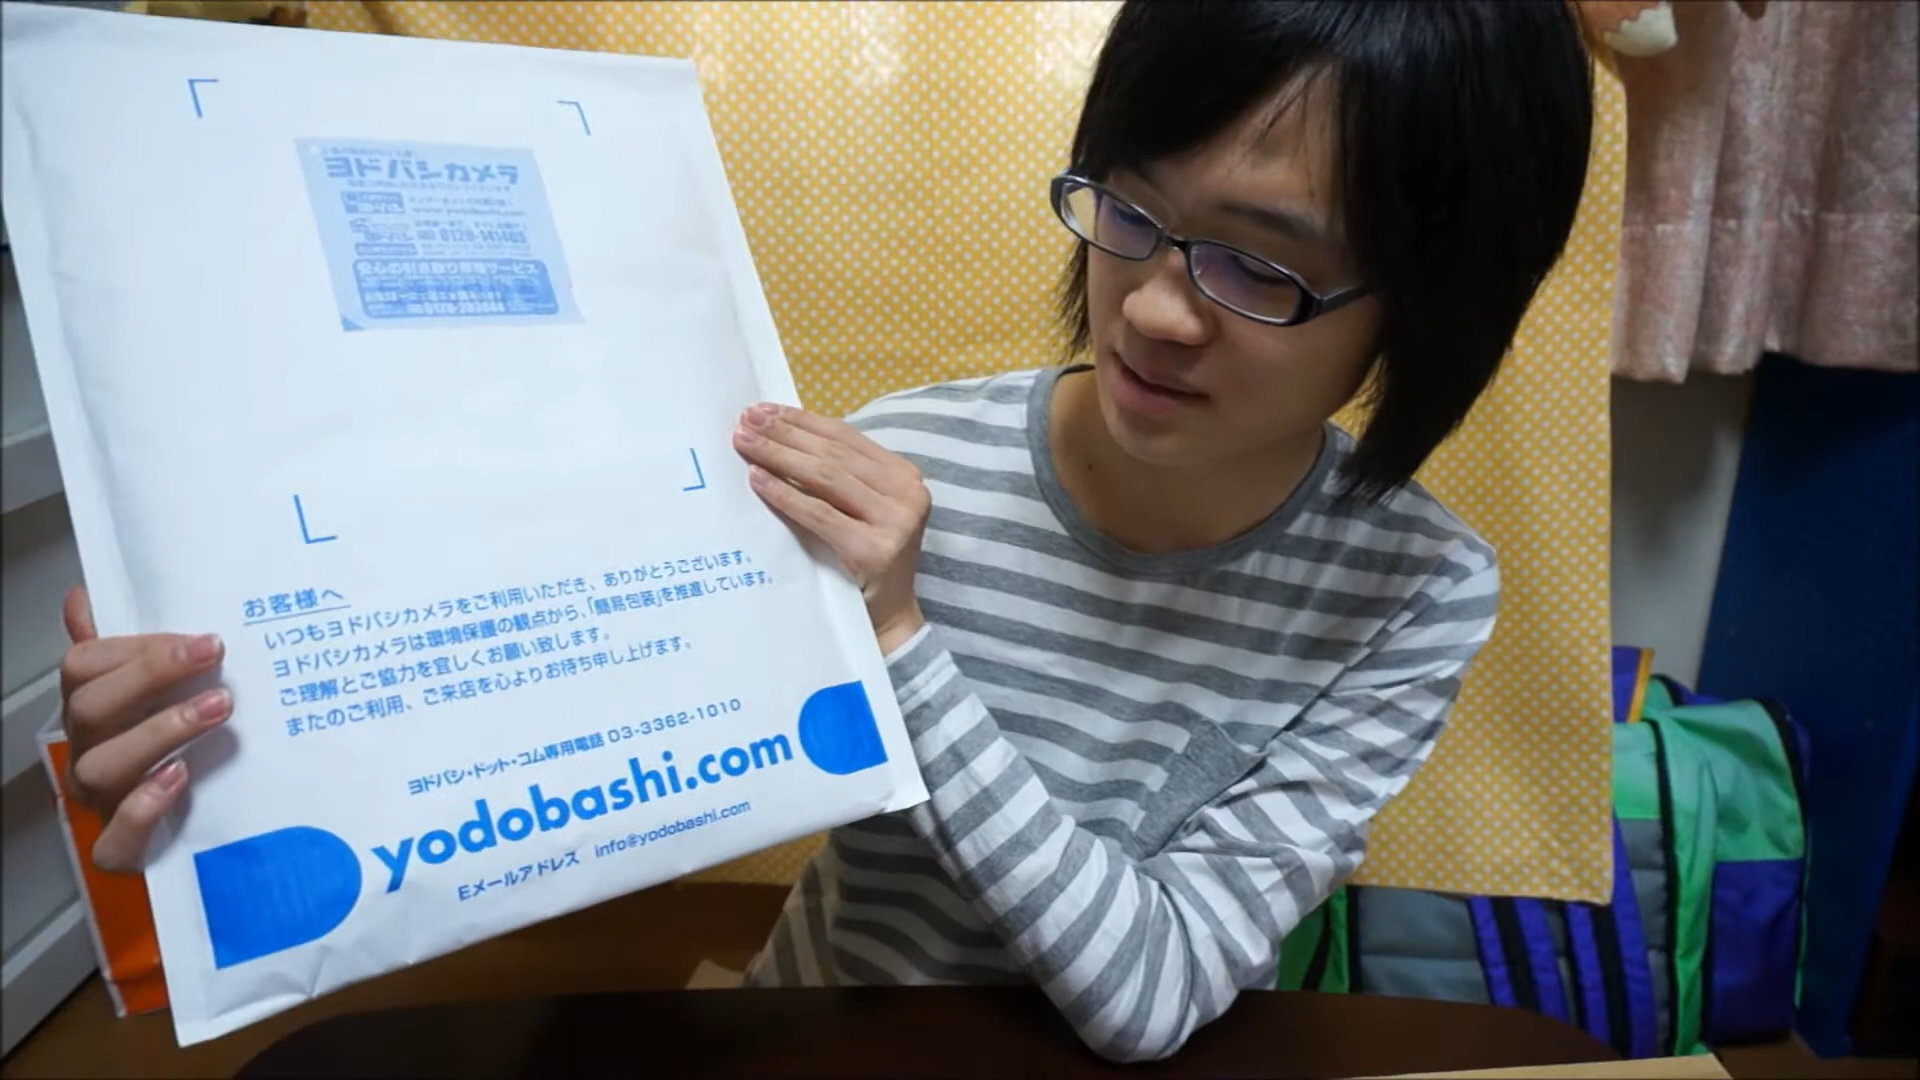 ヨドバシカメラ
www.yodobashi.com
0120-141405
安心の引き取り修理サービス
お客様へ
いつもヨドバシカメラをご利用いただき、ありがとうございます。
ヨドバシカメラは環境保護の観点から、「簡易包装」を推進しています。
ご理解とご協力を宜しくお願い致します。
またのご利用、ご来店を心よりお待ち申し上げます。
ヨドバシ・ドット・コム専用電話 03-3362-1010
yodobashi.com
Eメールアドレス info@yodobashi.com